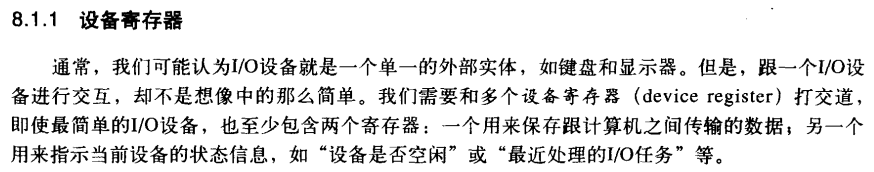 8.1.1 设备寄存器
通常，我们可能认为I/O设备就是一个单一的外部实体，如键盘和显示器。但是，跟一个I/O设
备进行交互，却不是想像中的那么简单。我们需要和多个设备寄存器（device register）打交道，
即使最简单的I/O设备，也至少包含两个寄存器：一个用来保存跟计算机之间传输的数据；另一个
用来指示当前设备的状态信息，如“设备是否空闲”或“最近处理的I/O任务”等。